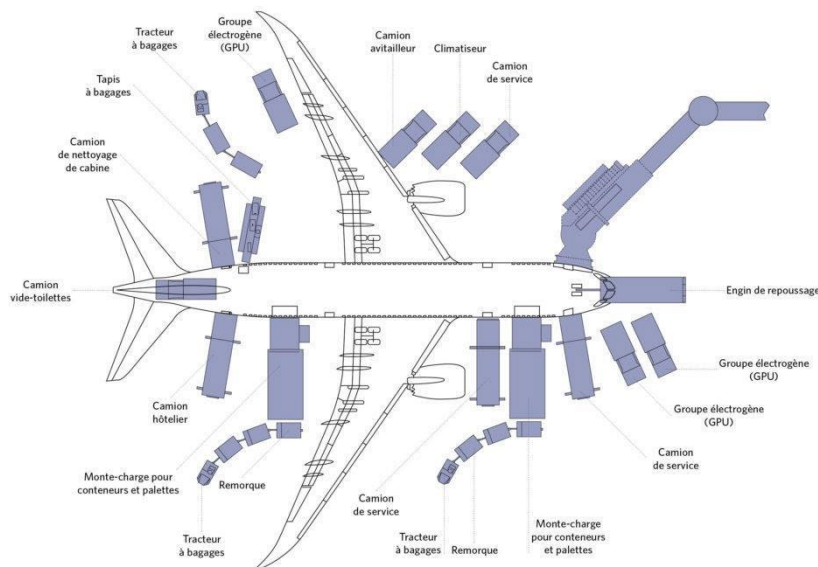 Tracteur
à bagages
Groupe
électrogène
(GPU)
Camion
avitailleur
Climatiseur
Camion
de service
Tapis
à bagages
Camion
de nettoyage
de cabine
Camion
vide-toilettes
Engin de repoussage
Camion
hôtelier
Groupe électrogène
(GPU)
Groupe électrogène
(GPU)
Camion
de service
Monte-charge pour
conteneurs et palettes
Remorque
Camion
de service
Tracteur
à bagages
Tracteur
à bagages
Remorque
Monte-charge
pour conteneurs
et palettes